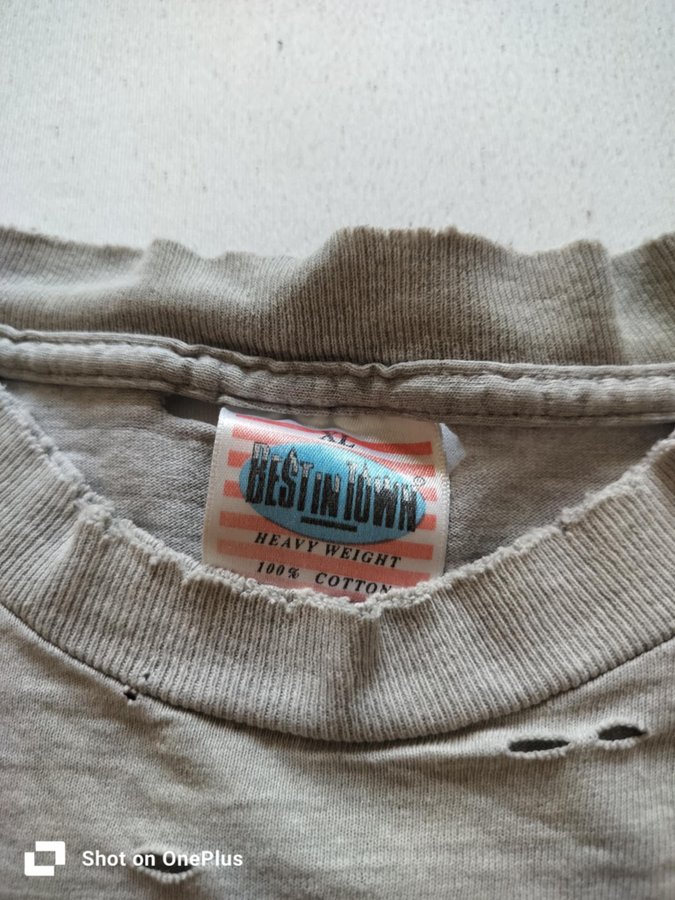 XL
BEST IN TOWN
®
HEAVY WEIGHT
100% COTTON
Shot on OnePlus